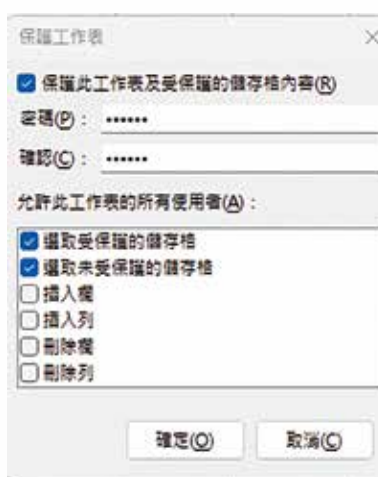 保護工作表
保護此工作表及受保護的儲存格內容(R)
密碼(P)： ••••••
確認(C)： ••••••
允許此工作表的所有使用者(A)：
選取受保護的儲存格
選取未受保護的儲存格
插入欄
插入列
刪除欄
刪除列
確定(O) 取消(C)